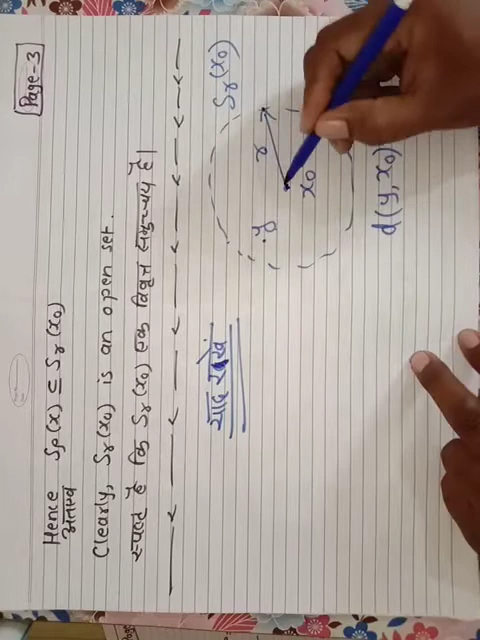 Page-3
Hence Sρ(x) ⊆ Sr(x0)
अतएव
Clearly, Sr(x0) is an open set.
स्पष्ट है कि Sr(x0) एक विवृत्त समुच्चय है।
याद रखें
Sr(x0)
r
y
x0
d(y,x0)